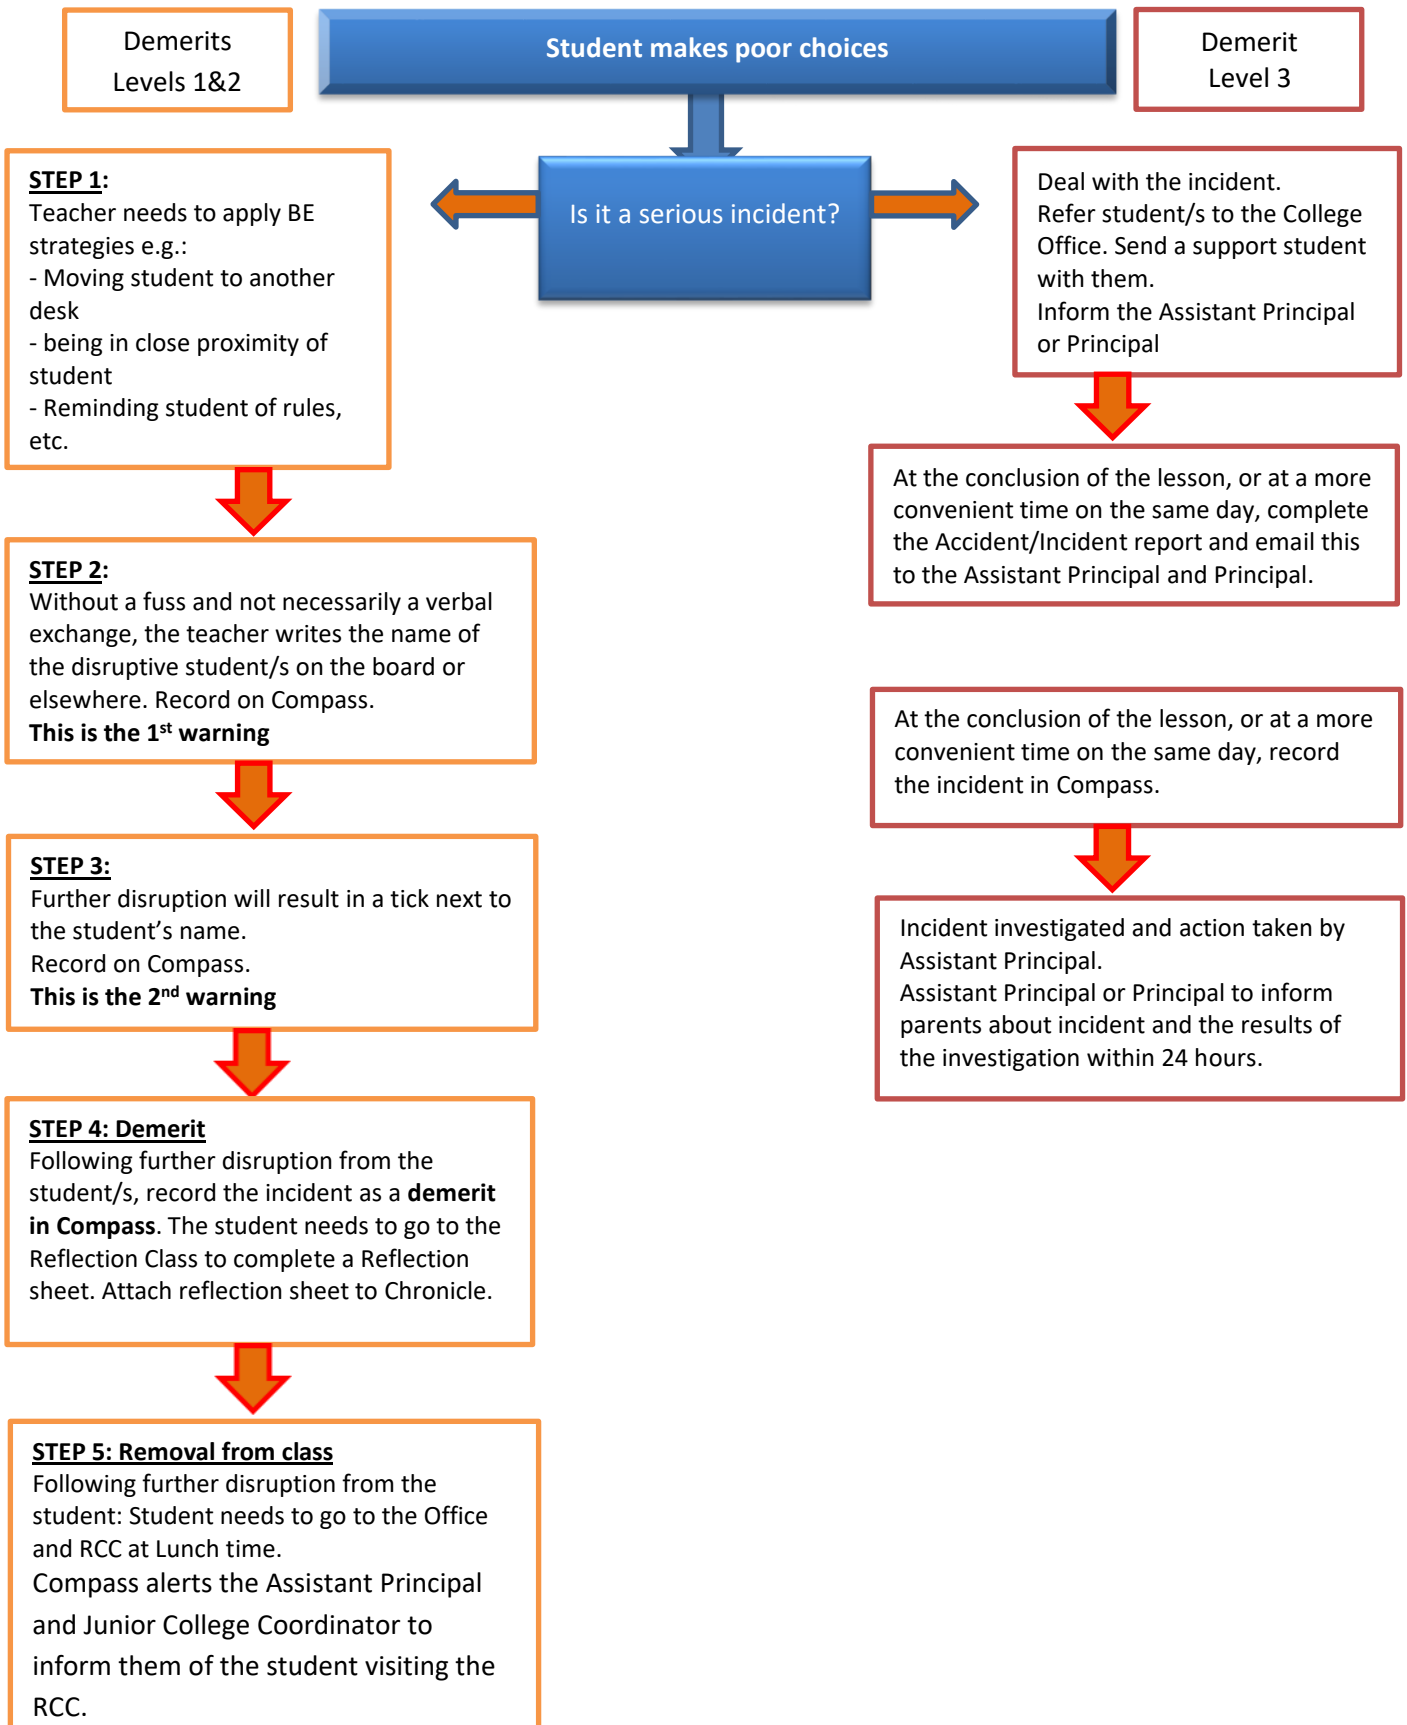 Demerits
Levels 1&2
Student makes poor choices
Demerit
Level 3
Is it a serious incident?
STEP 1:
Teacher needs to apply BE
strategies e.g.:
- Moving student to another
desk
- being in close proximity of
student
- Reminding student of rules,
etc.
STEP 2:
Without a fuss and not necessarily a verbal
exchange, the teacher writes the name of
the disruptive student/s on the board or
elsewhere. Record on Compass.
This is the 1st warning
STEP 3:
Further disruption will result in a tick next to
the student’s name.
Record on Compass.
This is the 2nd warning
STEP 4: Demerit
Following further disruption from the
student/s, record the incident as a demerit
in Compass. The student needs to go to the
Reflection Class to complete a Reflection
sheet. Attach reflection sheet to Chronicle.
STEP 5: Removal from class
Following further disruption from the
student: Student needs to go to the Office
and RCC at Lunch time.
Compass alerts the Assistant Principal
and Junior College Coordinator to
inform them of the student visiting the
RCC.
Deal with the incident.
Refer student/s to the College
Office. Send a support student
with them.
Inform the Assistant Principal
or Principal
At the conclusion of the lesson, or at a more
convenient time on the same day, complete
the Accident/Incident report and email this
to the Assistant Principal and Principal.
At the conclusion of the lesson, or at a more
convenient time on the same day, record
the incident in Compass.
Incident investigated and action taken by
Assistant Principal.
Assistant Principal or Principal to inform
parents about incident and the results of
the investigation within 24 hours.